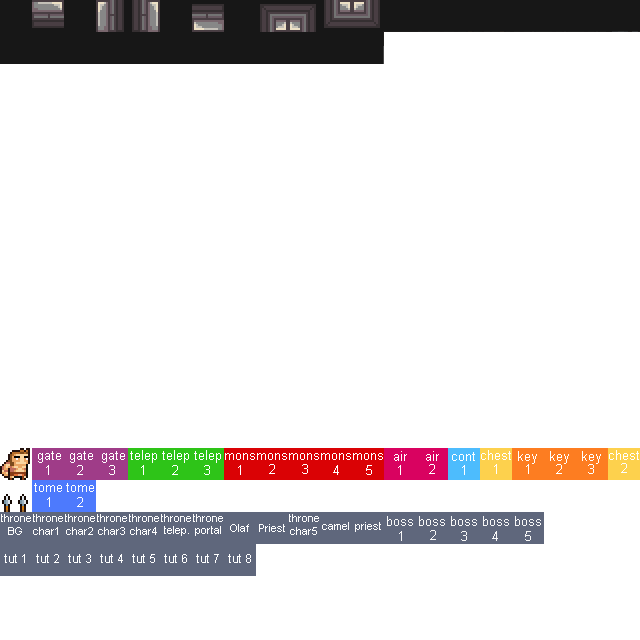 gate gate gate telep telep telep mons mons mons mons mons air air cont chest key key key chest
1 2 3 1 2 3 1 2 3 4 5 1 2 1 1 1 2 3 2
tome tome
1 2
throne throne throne throne throne throne throne Olaf Priest throne camel priest boss boss boss boss boss
BG char1 char2 char3 char4 telep. portal char5 1 2 3 4 5
tut 1 tut 2 tut 3 tut 4 tut 5 tut 6 tut 7 tut 8